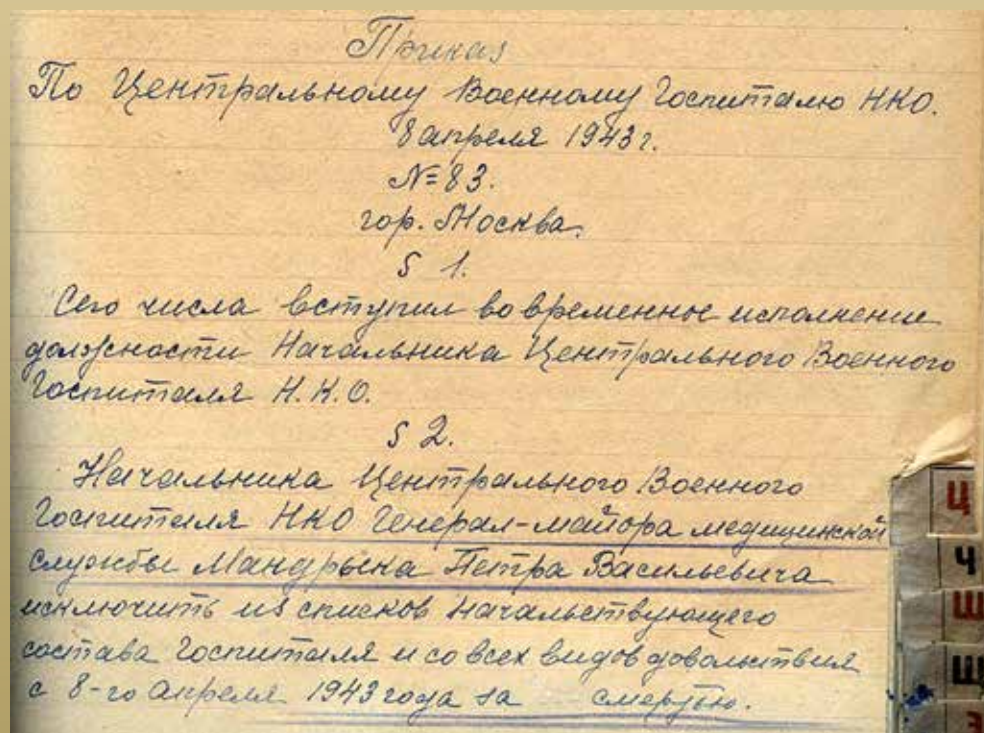 Приказ
По Центральному Военному Госпиталю НКО.
8 апреля 1943 г.
№ 83.
гор. Москва.
§ 1.
Сего числа вступил во временное исполнение
должности Начальника Центрального Военного
Госпиталя Н.К.О.
§ 2.
Начальника Центрального Военного
Госпиталя НКО Генерал-майора медицинской
службы Мандрыка Петра Васильевича
исключить из списков начальствующего
состава Госпиталя и со всех видов довольствия
с 8-го Апреля 1943 года за смертью.
Ц
Ч
Ш
Щ
Э